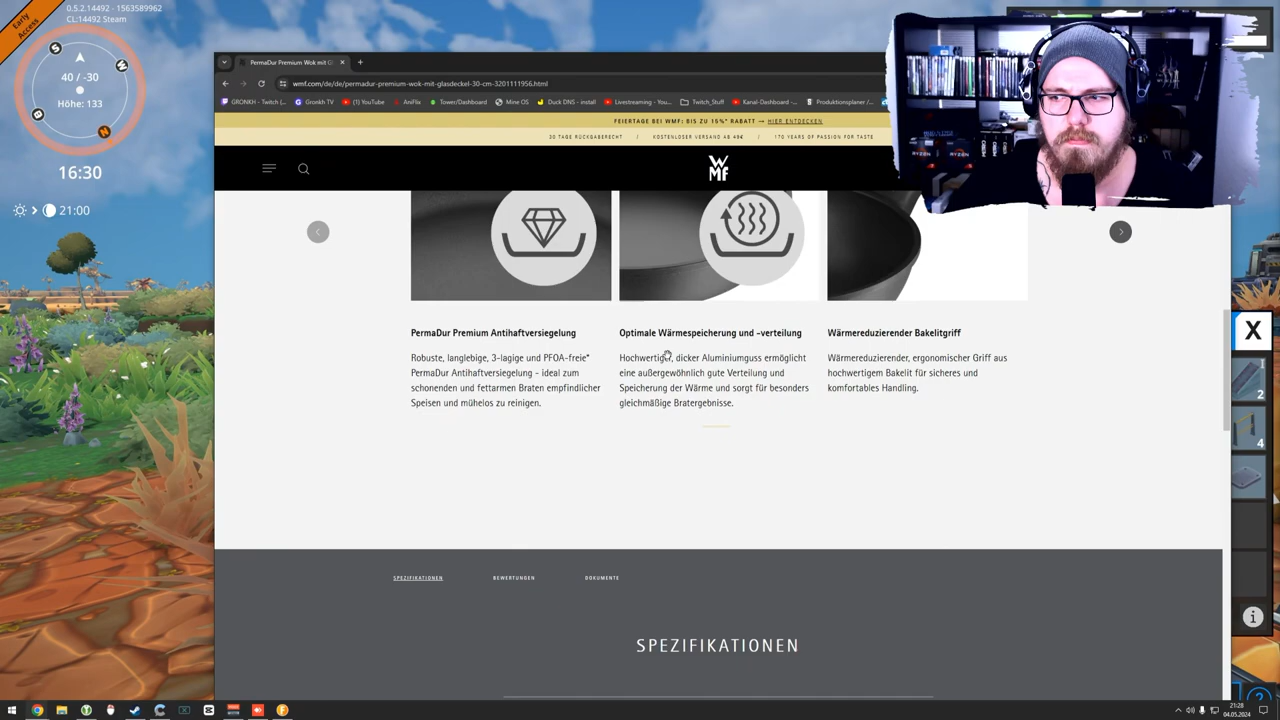 Early
Access
0.5.2.14492 - 1563589962
CL:14492 Steam
40 / -30
Höhe: 133
16:30
21:00
PermaDur Premium Wok mit Gl
wmf.com/de/de/permadur-premium-wok-mit-glasdeckel-30-cm-3201111956.html
GRONKH - Twitch (...
Gronkh TV
(1) YouTube
AniFlix
Tower/Dashboard
Mine OS
Duck DNS - install
Livestreaming - You...
Twitch_Stuff
Kanal-Dashboard -...
Produktionsplaner /...
FEIERTAGE BEI WMF: BIS ZU 15%* RABATT → HIER ENTDECKEN
30 TAGE RÜCKGABERECHT / KOSTENLOSER VERSAND AB 49€ / 170 YEARS OF PASSION FOR TASTE
WMF
PermaDur Premium Antihaftversiegelung
Robuste, langlebige, 3-lagige und PFOA-freie*
PermaDur Antihaftversiegelung - ideal zum
schonenden und fettarmen Braten empfindlicher
Speisen und mühelos zu reinigen.
Optimale Wärmespeicherung und -verteilung
Hochwertiger, dicker Aluminiumguss ermöglicht
eine außergewöhnlich gute Verteilung und
Speicherung der Wärme und sorgt für besonders
gleichmäßige Bratergebnisse.
Wärmereduzierender Bakelitgriff
Wärmereduzierender, ergonomischer Griff aus
hochwertigem Bakelit für sicheres und
komfortables Handling.
SPEZIFIKATIONEN
BEWERTUNGEN
DOKUMENTE
SPEZIFIKATIONEN
RYZEN
RYZEN
X
2
4
21:28
04.05.2024